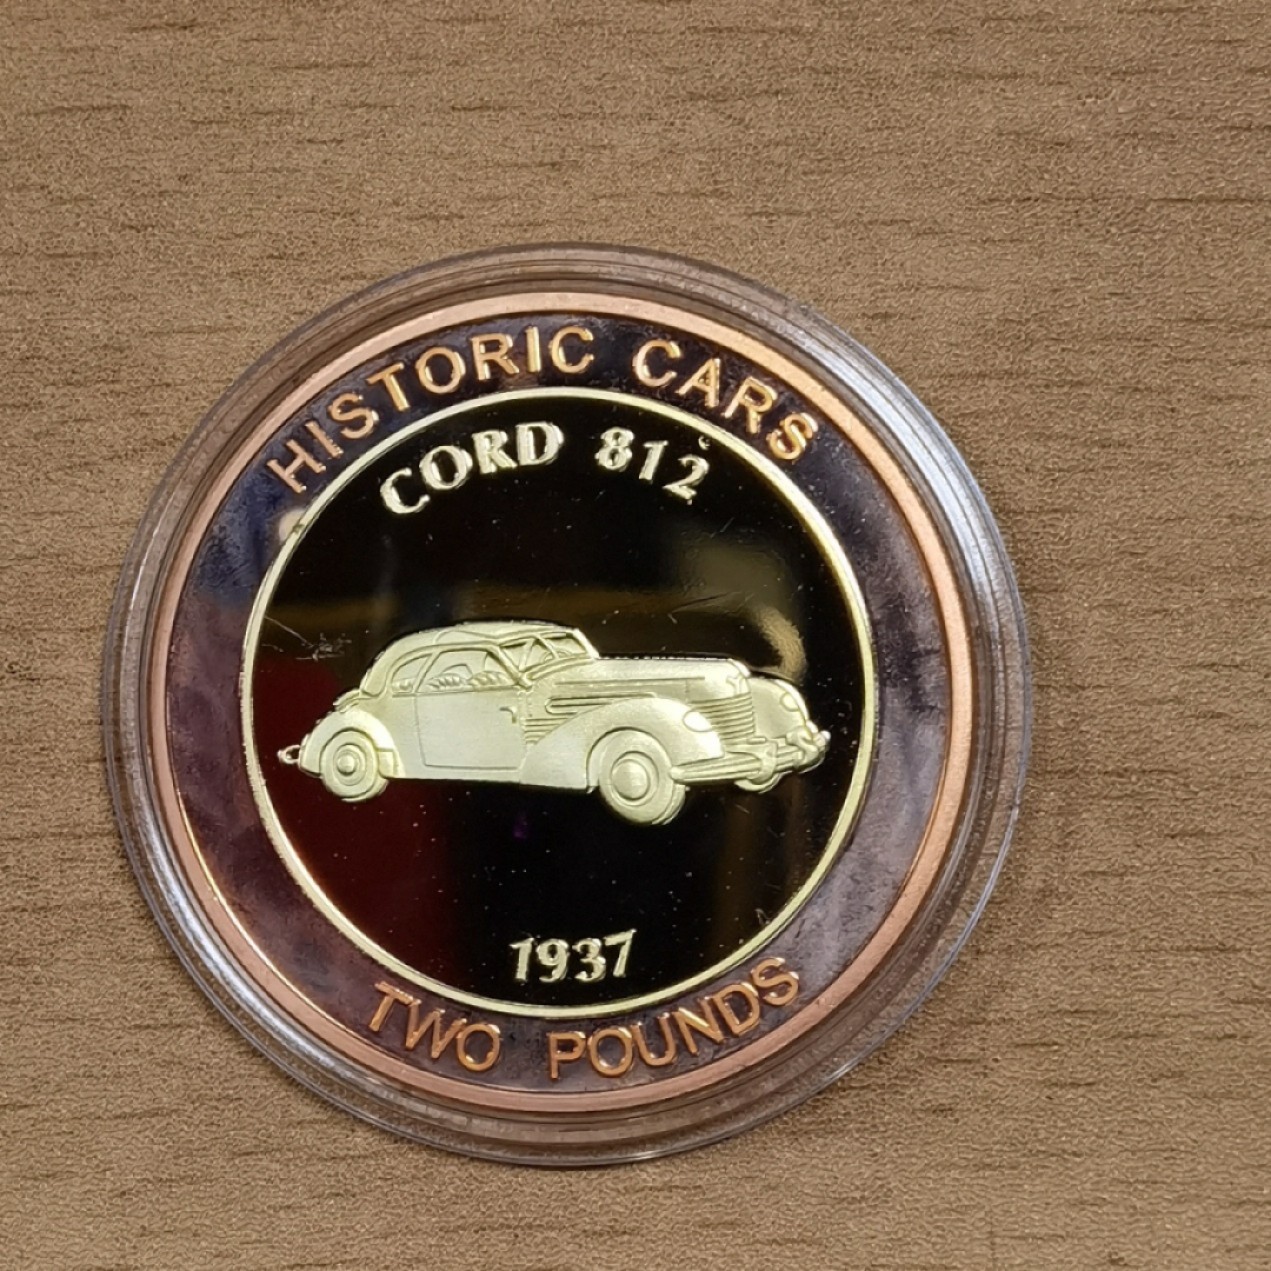 HISTORIC CARS
CORD 812
1937
TWO POUNDS